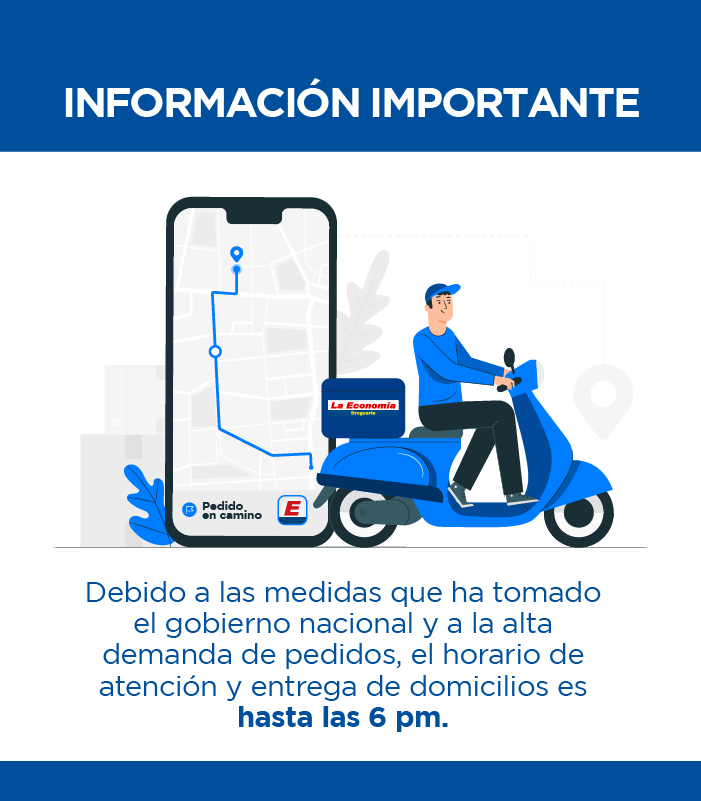 INFORMACIÓN IMPORTANTE
La Economía
Droguería
Pedido
en camino
E
Debido a las medidas que ha tomado
el gobierno nacional y a la alta
demanda de pedidos, el horario de
atención y entrega de domicilios es
hasta las 6 pm.